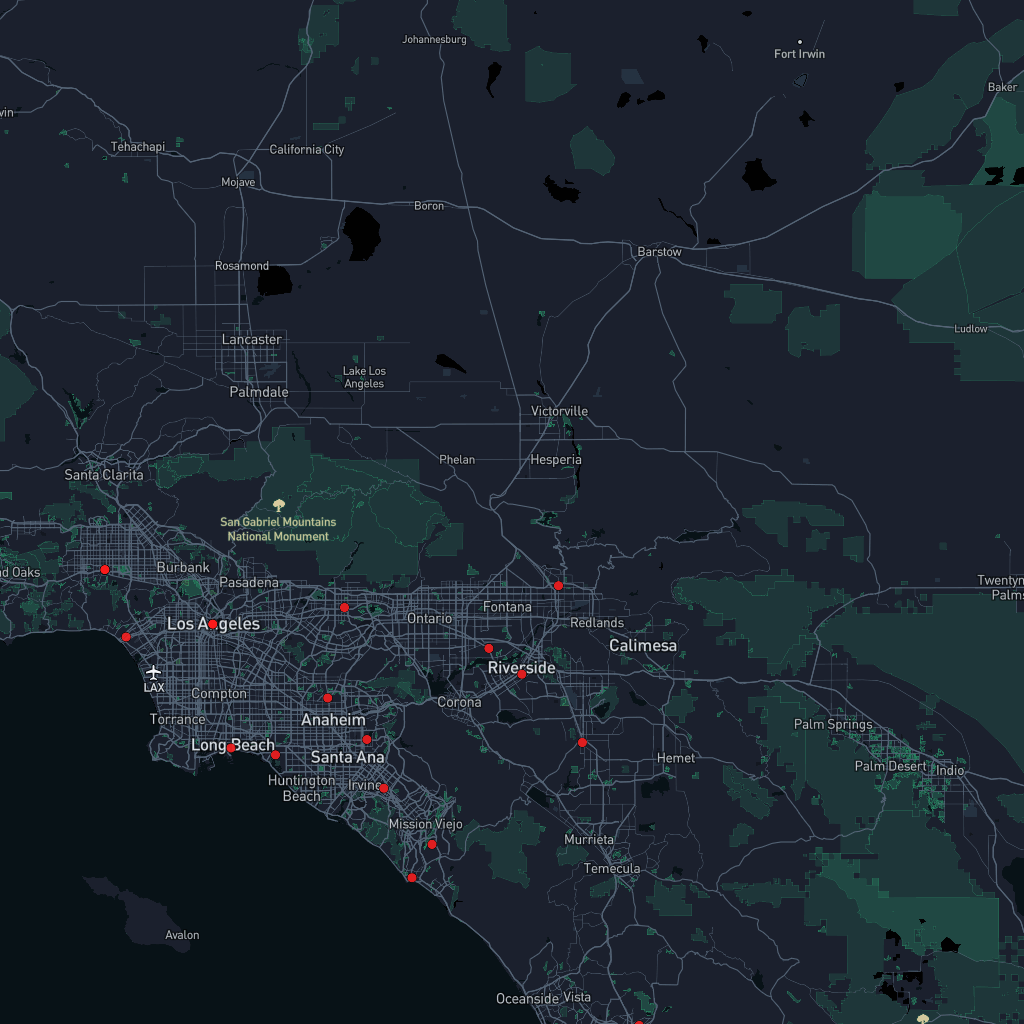 Johannesburg
Fort Irwin
Baker
Tehachapi
California City
Mojave
Boron
Barstow
Rosamond
Ludlow
Lancaster
Lake Los
Angeles
Palmdale
Victorville
Phelan
Hesperia
Santa Clarita
San Gabriel Mountains
National Monument
Burbank
Oaks
Pasadena
Twentyn
Palms
Fontana
Ontario
Los Angeles
Redlands
Calimesa
Riverside
LAX
Compton
Corona
Torrance
Anaheim
Palm Springs
Long Beach
Santa Ana
Hemet
Palm Desert
Indio
Huntington
Beach
Irvine
Mission Viejo
Murrieta
Temecula
Avalon
Oceanside
Vista